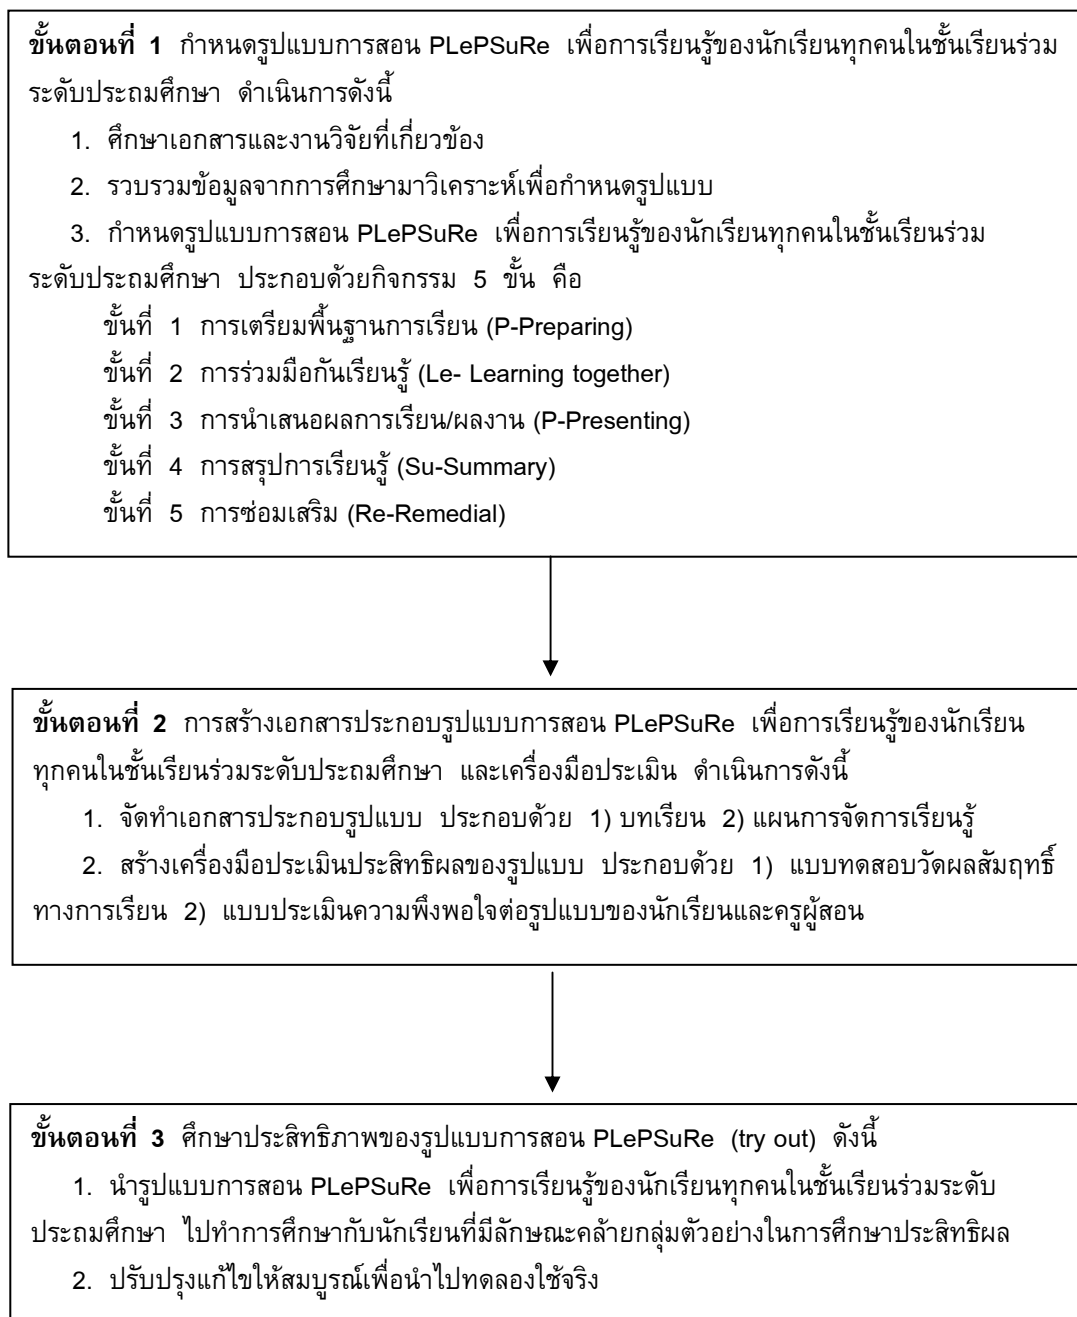 ขั้นตอนที่ 1 กำหนดรูปแบบการสอน PLePSuRe เพื่อการเรียนรู้ของนักเรียนทุกคนในชั้นเรียนร่วม
ระดับประถมศึกษา ดำเนินการดังนี้
1. ศึกษาเอกสารและงานวิจัยที่เกี่ยวข้อง
2. รวบรวมข้อมูลจากการศึกษามาวิเคราะห์เพื่อกำหนดรูปแบบ
3. กำหนดรูปแบบการสอน PLePSuRe เพื่อการเรียนรู้ของนักเรียนทุกคนในชั้นเรียนร่วม
ระดับประถมศึกษา ประกอบด้วยกิจกรรม 5 ขั้น คือ
ขั้นที่ 1 การเตรียมพื้นฐานการเรียน (P-Preparing)
ขั้นที่ 2 การร่วมมือกันเรียนรู้ (Le- Learning together)
ขั้นที่ 3 การนำเสนอผลการเรียน/ผลงาน (P-Presenting)
ขั้นที่ 4 การสรุปการเรียนรู้ (Su-Summary)
ขั้นที่ 5 การซ่อมเสริม (Re-Remedial)
ขั้นตอนที่ 2 การสร้างเอกสารประกอบรูปแบบการสอน PLePSuRe เพื่อการเรียนรู้ของนักเรียน
ทุกคนในชั้นเรียนร่วมระดับประถมศึกษา และเครื่องมือประเมิน ดำเนินการดังนี้
1. จัดทำเอกสารประกอบรูปแบบ ประกอบด้วย 1) บทเรียน 2) แผนการจัดการเรียนรู้
2. สร้างเครื่องมือประเมินประสิทธิผลของรูปแบบ ประกอบด้วย 1) แบบทดสอบวัดผลสัมฤทธิ์
ทางการเรียน 2) แบบประเมินความพึงพอใจต่อรูปแบบของนักเรียนและครูผู้สอน
ขั้นตอนที่ 3 ศึกษาประสิทธิภาพของรูปแบบการสอน PLePSuRe (try out) ดังนี้
1. นำรูปแบบการสอน PLePSuRe เพื่อการเรียนรู้ของนักเรียนทุกคนในชั้นเรียนร่วมระดับ
ประถมศึกษา ไปทำการศึกษากับนักเรียนที่มีลักษณะคล้ายกลุ่มตัวอย่างในการศึกษาประสิทธิผล
2. ปรับปรุงแก้ไขให้สมบูรณ์เพื่อนำไปทดลองใช้จริง